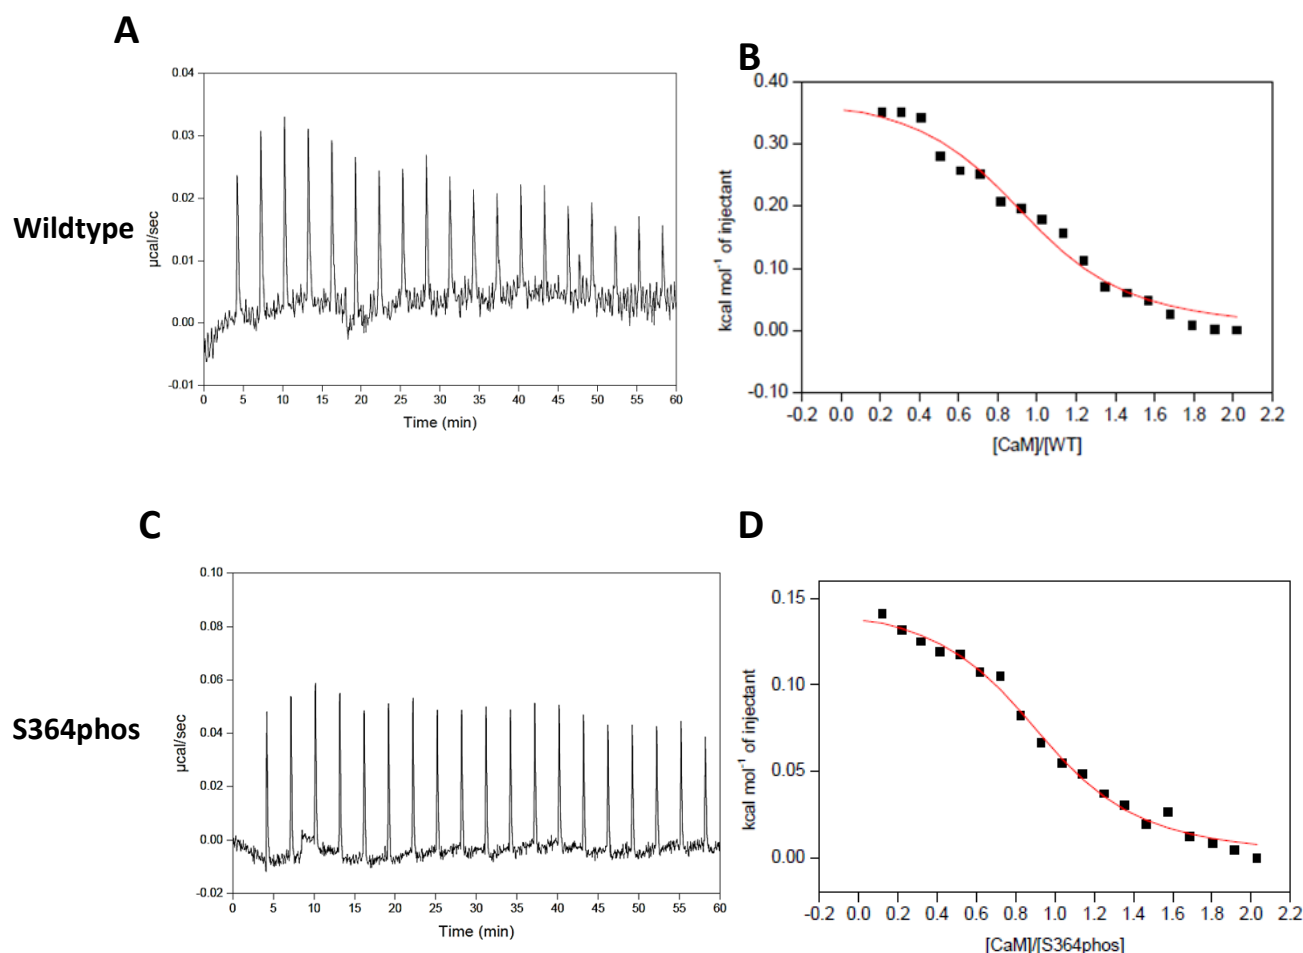 A
0.04
0.03
0.02
0.01
0.00
-0.01
µcal/sec
0 5 10 15 20 25 30 35 40 45 50 55 60
Time (min)
Wildtype
B
0.40
0.30
0.20
0.10
0.00
-0.10
kcal mol⁻¹ of injectant
-0.2 0.0 0.2 0.4 0.6 0.8 1.0 1.2 1.4 1.6 1.8 2.0 2.2
[CaM]/[WT]
C
0.10
0.08
0.06
0.04
0.02
0.00
-0.02
µcal/sec
0 5 10 15 20 25 30 35 40 45 50 55 60
Time (min)
S364phos
D
0.15
0.10
0.05
0.00
kcal mol⁻¹ of injectant
-0.2 0.0 0.2 0.4 0.6 0.8 1.0 1.2 1.4 1.6 1.8 2.0 2.2
[CaM]/[S364phos]